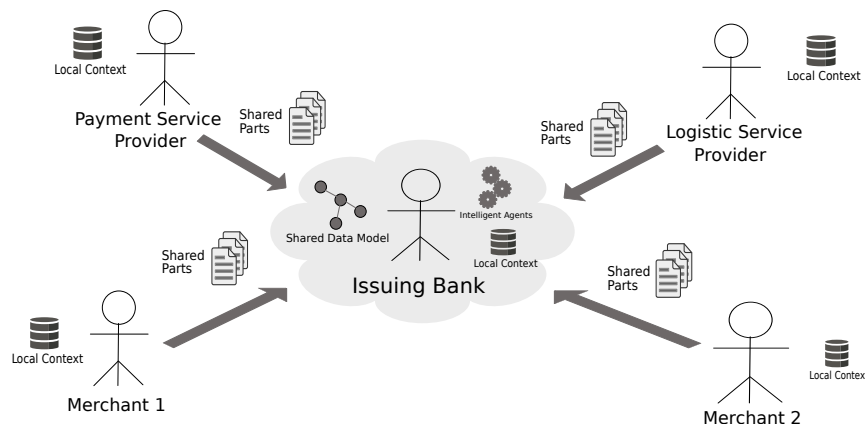 Local Context
Payment Service
Provider
Shared
Parts
Local Context
Logistic Service
Provider
Shared
Parts
Shared Data Model
Intelligent Agents
Local Context
Issuing Bank
Shared
Parts
Local Context
Merchant 1
Shared
Parts
Local Contex
Merchant 2